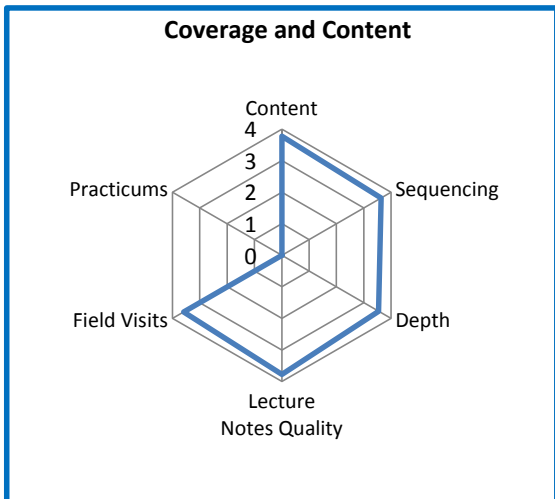 Coverage and Content
Content
4
3
2
1
0
Practicums
Sequencing
Field Visits
Depth
Lecture
Notes Quality